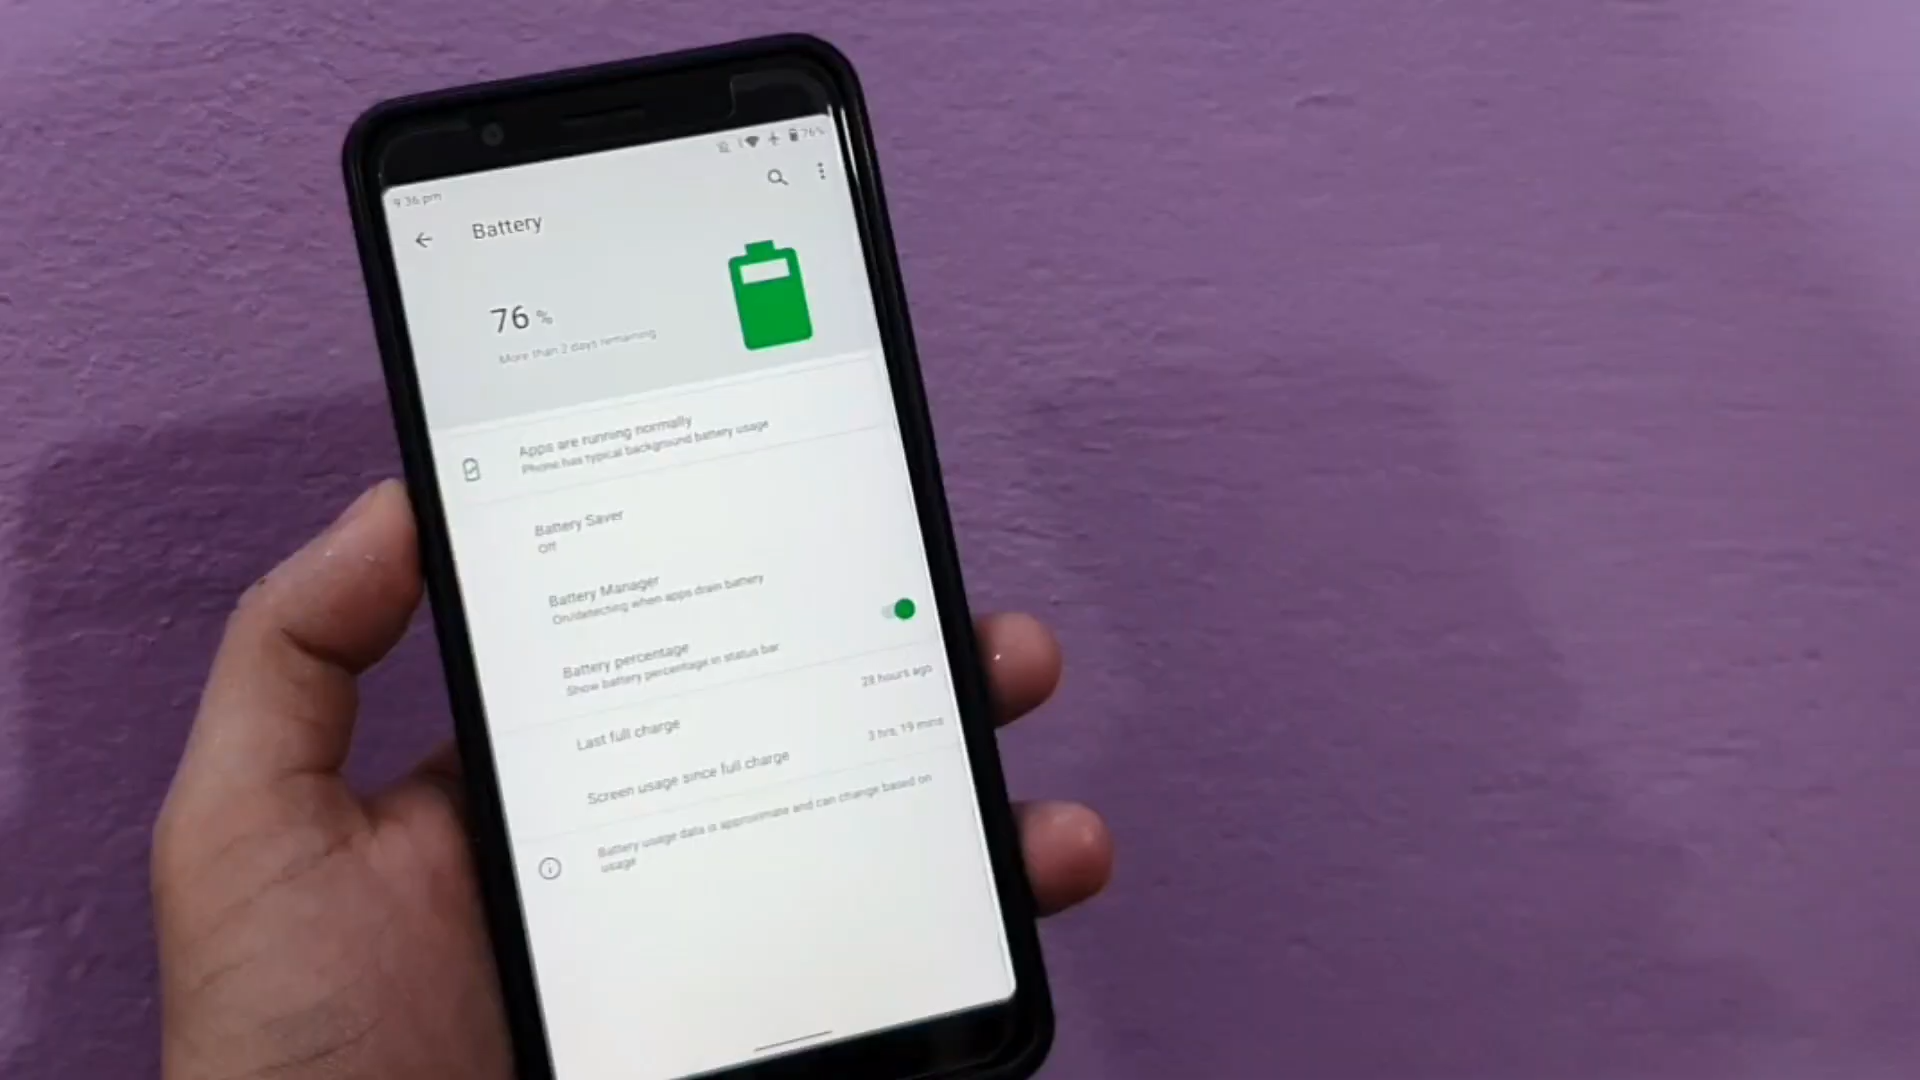 9:36 pm
76%
Battery
76 %
More than 2 days remaining
Apps are running normally
Phone has typical background battery usage
Battery Saver
Off
Battery Manager
On/detecting when apps drain battery
Battery percentage
Show battery percentage in status bar
Last full charge
28 hours ago
Screen usage since full charge
3 hrs, 19 mins
Battery usage data is approximate and can change based on
usage